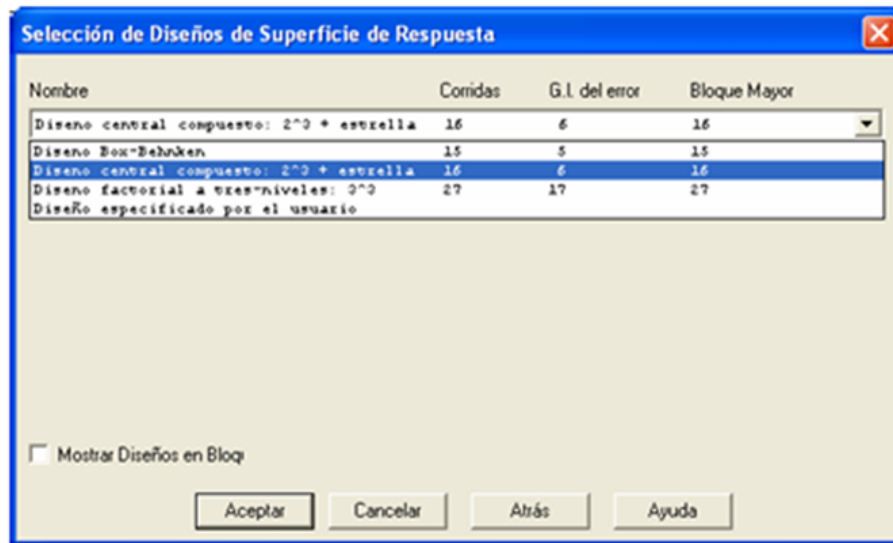 Selección de Diseños de Superficie de Respuesta
Nombre Corridas G.l. del error Bloque Mayor
Diseno central compuesto: 2^3 + estrella 16 6 16
Diseno Box-Behnken 15 5 15
Diseno central compuesto: 2^3 + estrella 16 6 16
Diseno factorial a tres-niveles: 3^3 27 17 27
Diseño especificado por el usuario
Mostrar Diseños en Bloqu
Aceptar Cancelar Atrás Ayuda